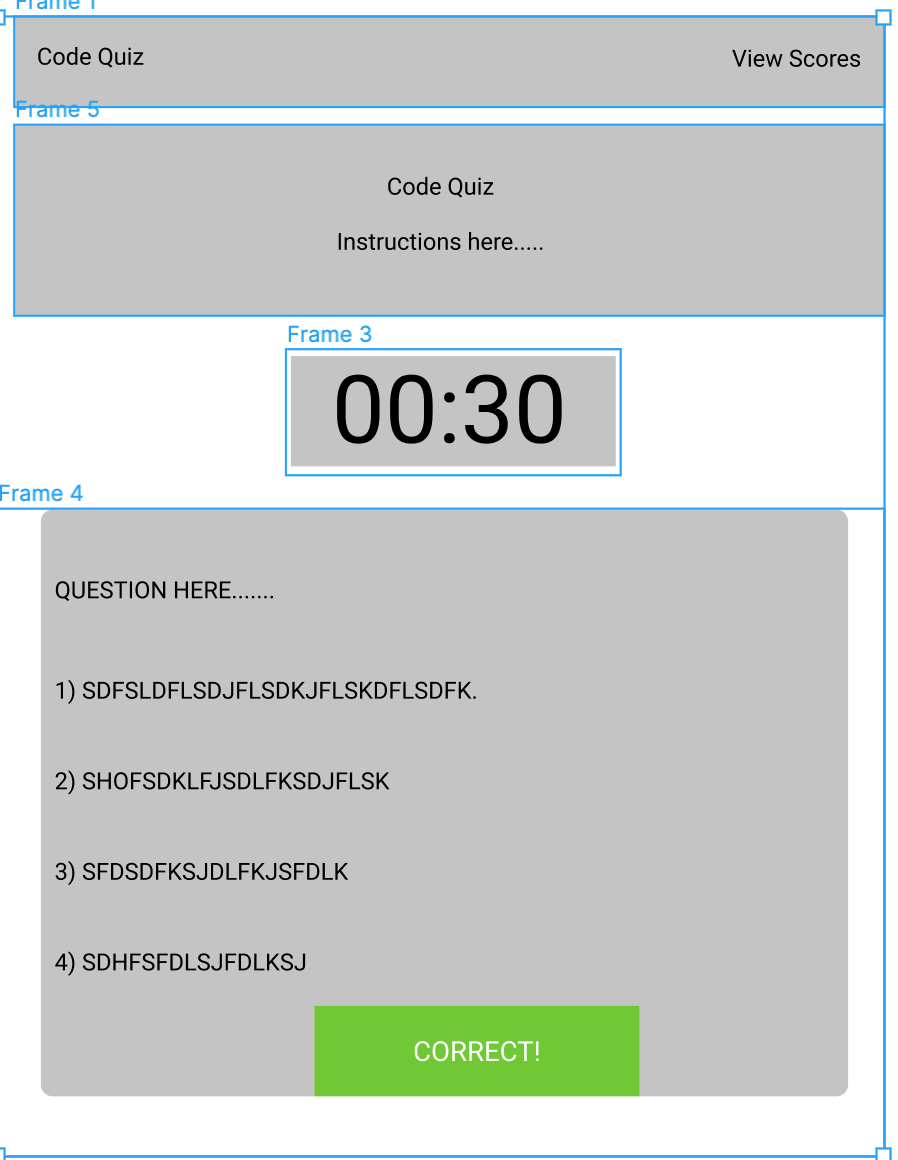 Frame 1
Code Quiz
View Scores
Frame 5
Code Quiz
Instructions here.....
Frame 3
00:30
Frame 4
QUESTION HERE.......
1) SDFSLDFLSDJFLSDKJFLSKDFLSDFK.
2) SHOFSDKLFJSDLFKSDJFLSK
3) SFDSDFKSJDLFKJSFDLK
4) SDHFSFDLSJFDLKSJ
CORRECT!